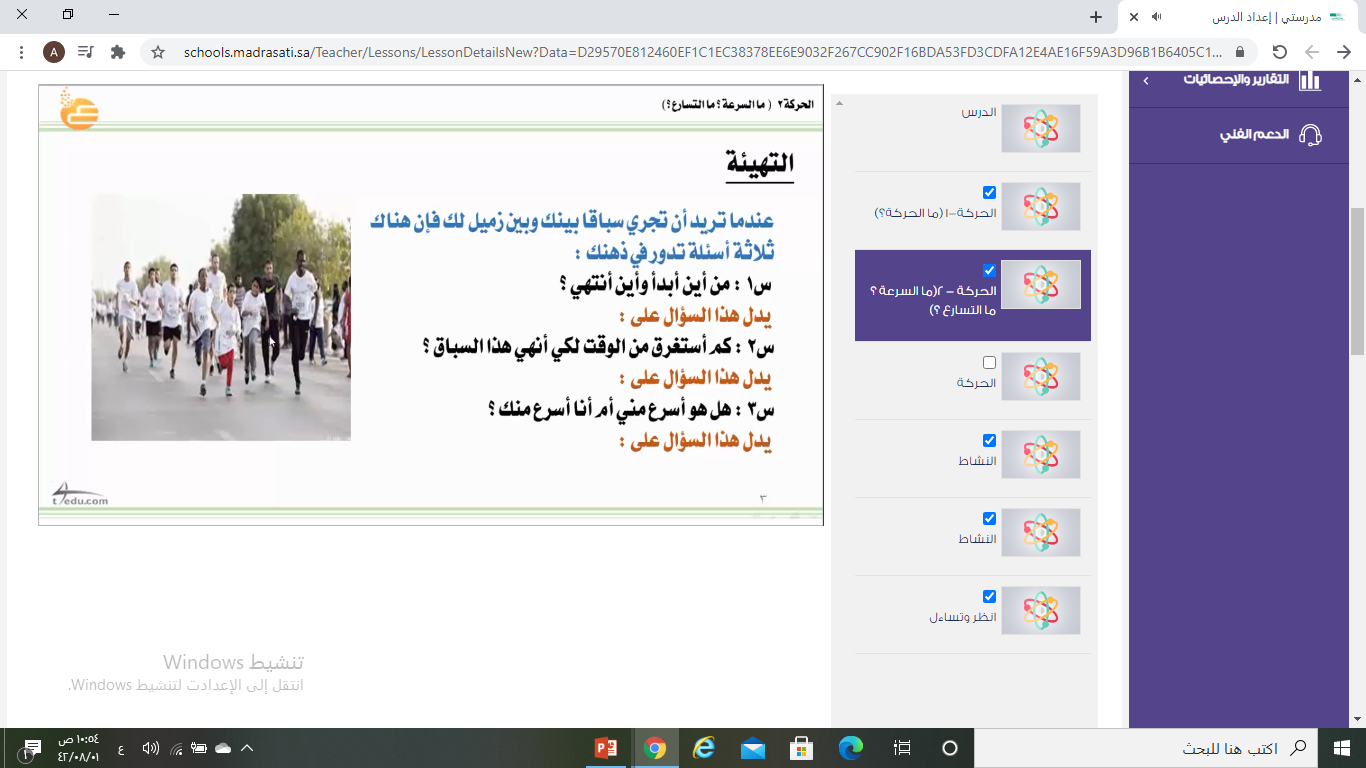 مدرستي | إعداد الدرس
schools.madrasati.sa/Teacher/Lessons/LessonDetailsNew?Data=D29570E812460EF1C1EC38378EE6E9032F267CC902F16BDA53FD3CDFA12E4AE16F59A3D96B1B6405C1...
A
التقارير والإحصائيات
الدعم الفني
الدرس
الحركة-١ (ما الحركة؟)
الحركة - ٢(ما السرعة ؟
ما التسارع ؟)
الحركة
النشاط
النشاط
انظر وتساءل
الحركة٢ ( ما السرعة؟ ما التسارع؟)
التهيئة
عندما تريد أن تجري سباقا بينك وبين زميل لك فإن هناك
ثلاثة أسئلة تدور في ذهنك :
س١ : من أين أبدأ وأين أنتهي ؟
يدل هذا السؤال على :
س٢ : كم أستغرق من الوقت لكي أنهي هذا السباق ؟
يدل هذا السؤال على :
س٣ : هل هو أسرع مني أم أنا أسرع منك ؟
يدل هذا السؤال على :
٣
t4edu.com
تنشيط Windows
انتقل إلى الإعدادت لتنشيط Windows.
اكتب هنا للبحث
ع
١٠:٥٤ ص
٤٢/٠٨/٠١
١